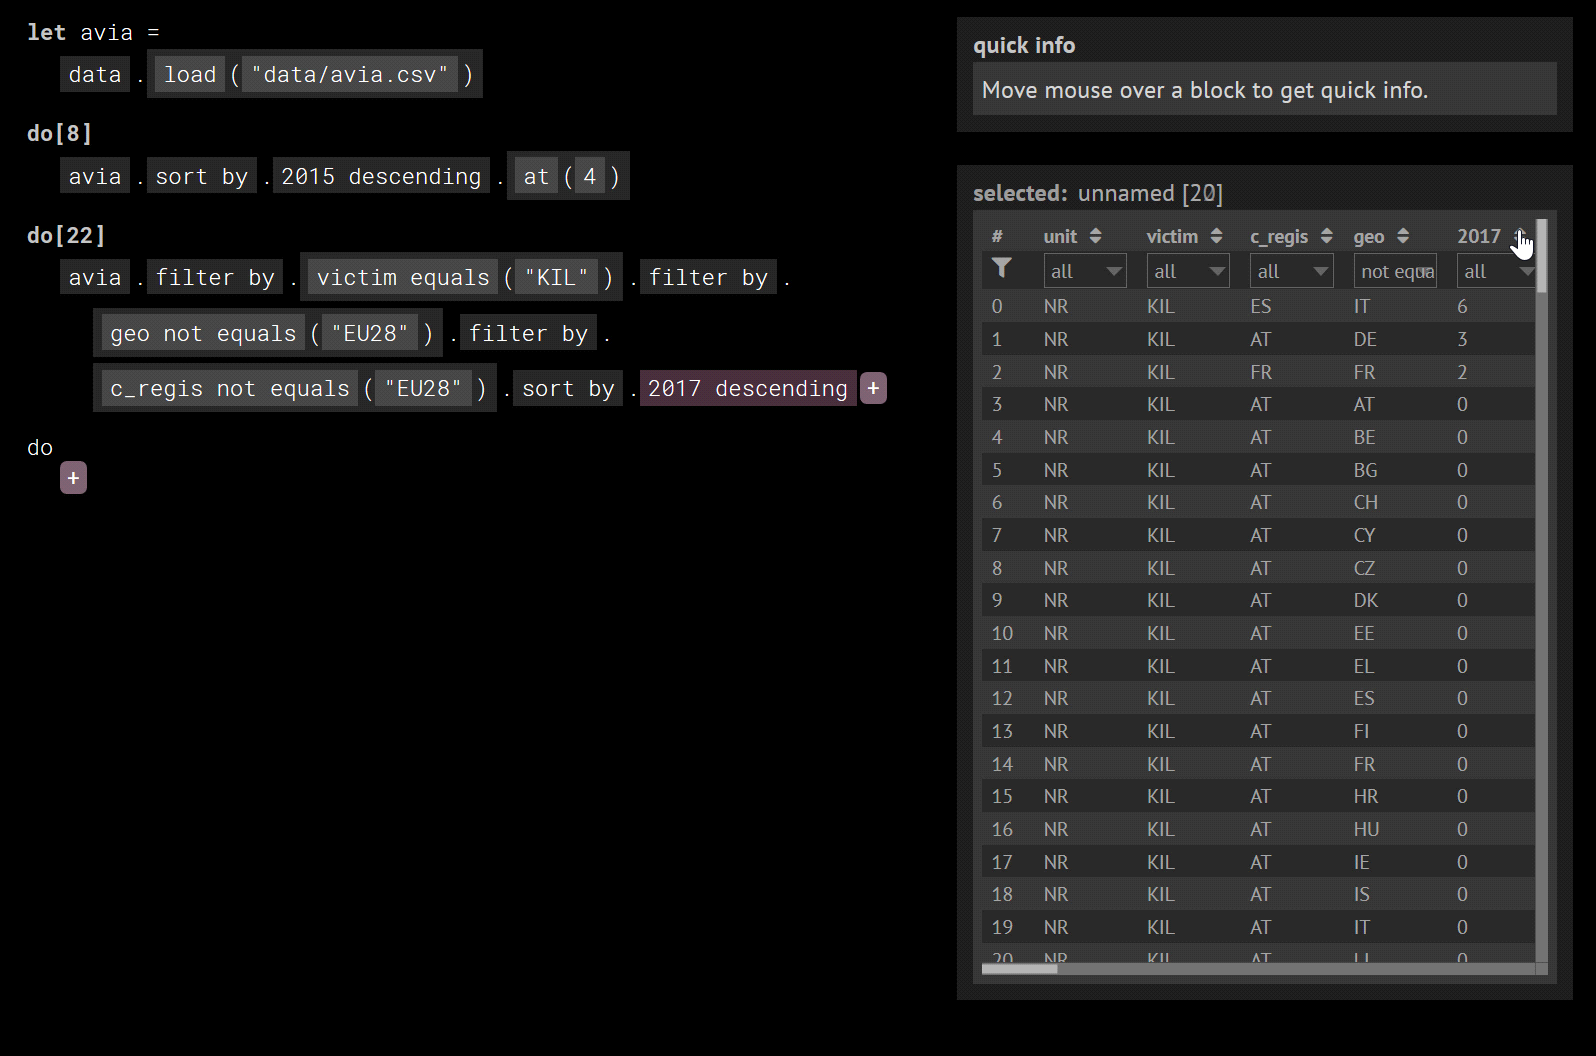 let avia =
data . load ( "data/avia.csv" )
do[8]
avia . sort by . 2015 descending . at ( 4 )
do[22]
avia . filter by . victim equals ( "KIL" ) . filter by .
geo not equals ( "EU28" ) . filter by .
c_regis not equals ( "EU28" ) . sort by . 2017 descending +
do
+
quick info
Move mouse over a block to get quick info.
selected: unnamed
# unit victim c_regis geo 2017
all all all not equa all
0 NR KIL ES IT 6
1 NR KIL AT DE 3
2 NR KIL FR FR 2
3 NR KIL AT AT 0
4 NR KIL AT BE 0
5 NR KIL AT BG 0
6 NR KIL AT CH 0
7 NR KIL AT CY 0
8 NR KIL AT CZ 0
9 NR KIL AT DK 0
10 NR KIL AT EE 0
11 NR KIL AT EL 0
12 NR KIL AT ES 0
13 NR KIL AT FI 0
14 NR KIL AT FR 0
15 NR KIL AT HR 0
16 NR KIL AT HU 0
17 NR KIL AT IE 0
18 NR KIL AT IS 0
19 NR KIL AT IT 0
20 NR KIL AT LI 0